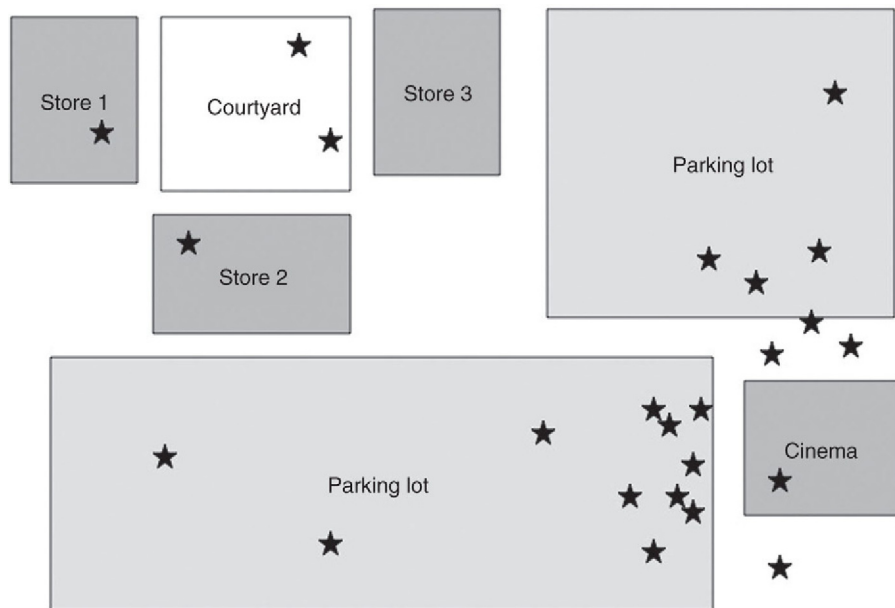 Store 1
Courtyard
Store 3
Parking lot
Store 2
Cinema
Parking lot